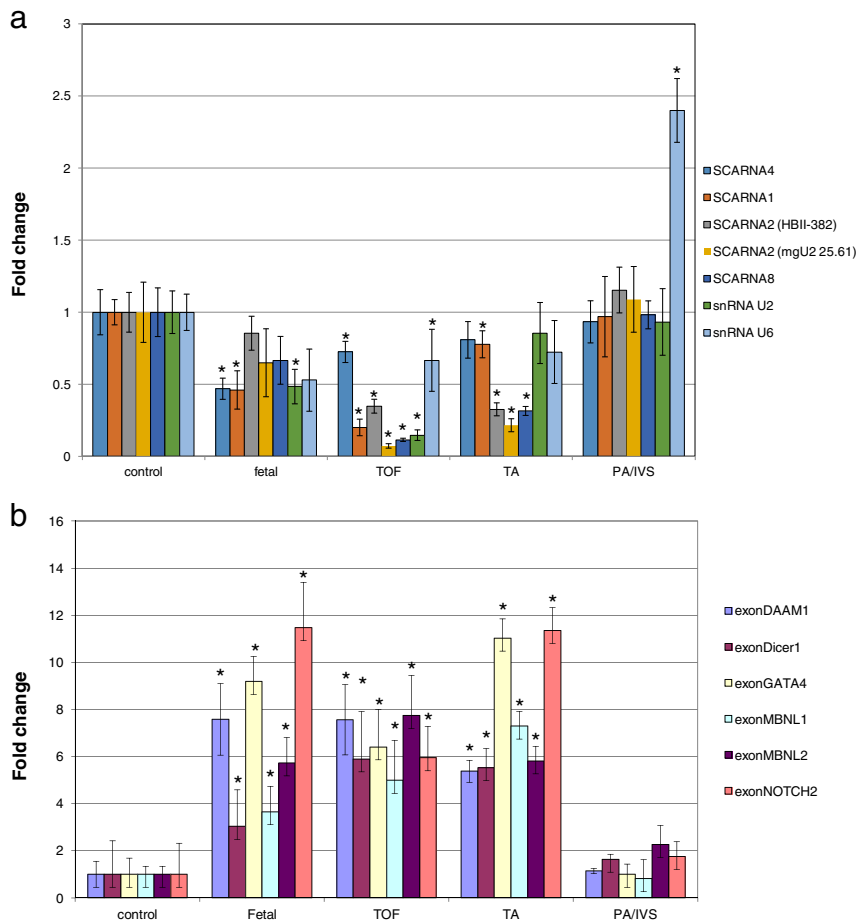 a
3
2.5
2
1.5
1
0.5
0
Fold change
*
* * * * * * * * * * * * * *
control fetal TOF TA PA/IVS
SCARNA4
SCARNA1
SCARNA2 (HBII-382)
SCARNA2 (mgU2 25.61)
SCARNA8
snRNA U2
snRNA U6
b
16
14
12
10
8
6
4
2
0
Fold change
* * * * * * * * * * * * * * * * * *
control Fetal TOF TA PA/IVS
exonDAAM1
exonDicer1
exonGATA4
exonMBNL1
exonMBNL2
exonNOTCH2